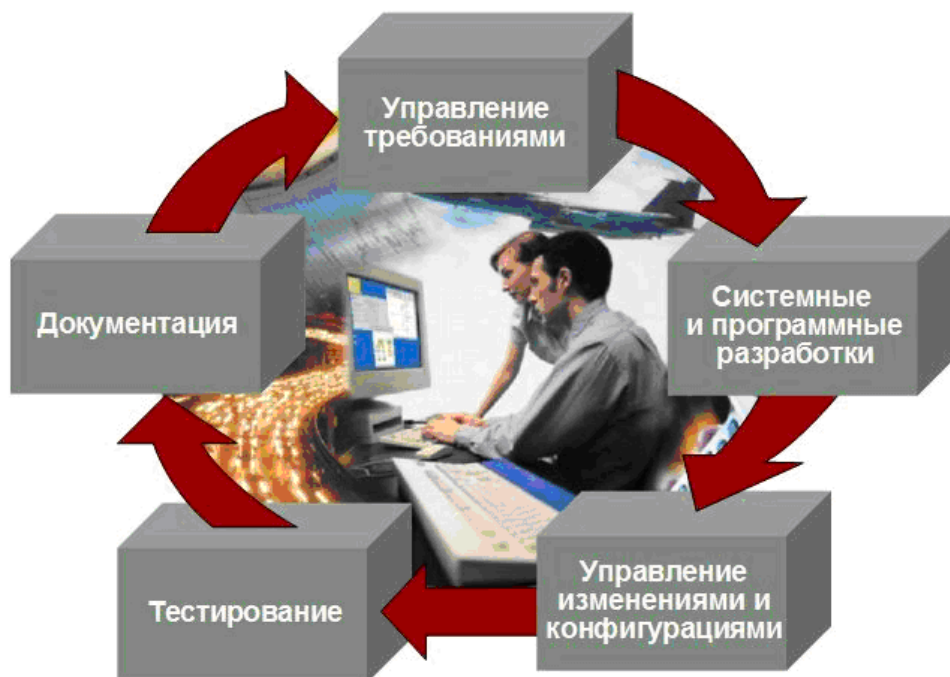 Управление
требованиями
Системные
и программные
разработки
Управление
изменениями и
конфигурациями
Тестирование
Документация